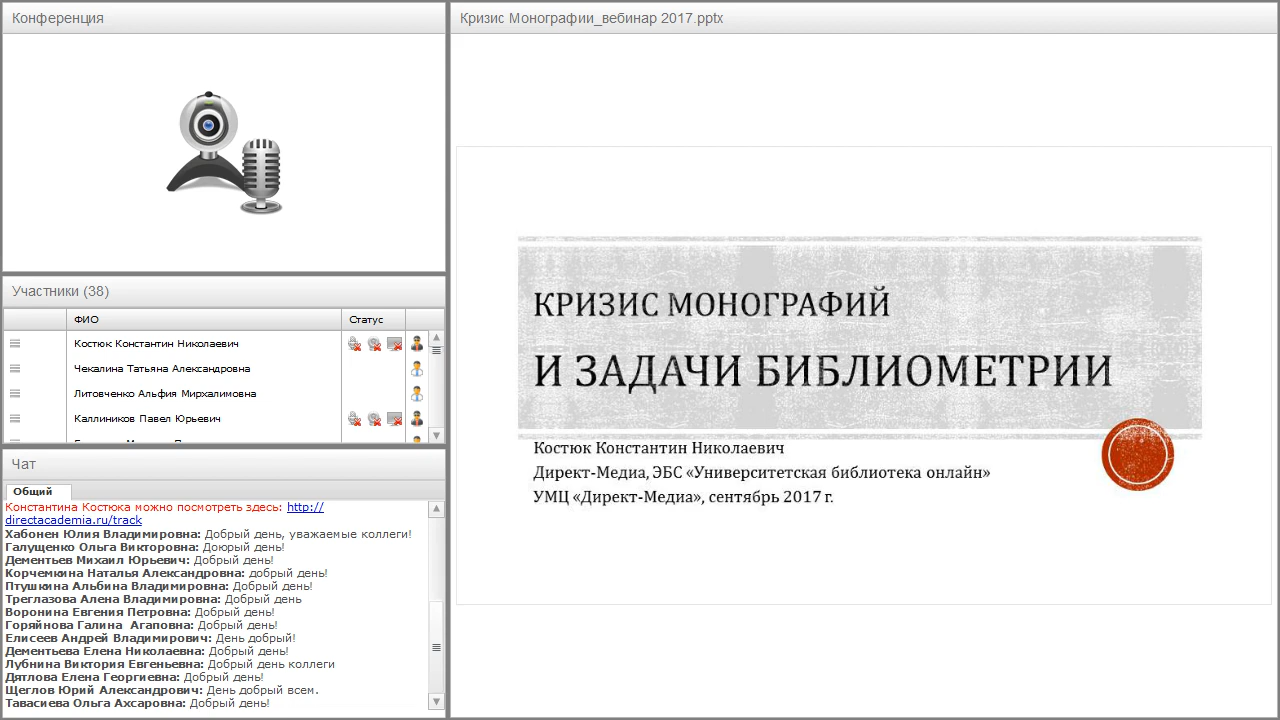 Конференция
Участники (38)
ФИО Статус
Костюк Константин Николаевич
Чекалина Татьяна Александровна
Литовченко Альфия Мирхалимовна
Каллиников Павел Юрьевич
Чат
Общий
Константина Костюка можно посмотреть здесь: http://
directacademia.ru/track
Хабонен Юлия Владимировна: Добрый день, уважаемые коллеги!
Галущенко Ольга Викторовна: Доюрый день!
Дементьев Михаил Юрьевич: Добрый день!
Корчемкина Наталья Александровна: добрый день!
Птушкина Альбина Владимировна: Добрый день!
Треглазова Алена Владимировна: Добрый день
Воронина Евгения Петровна: Добрый день!
Горяйнова Галина Агаповна: Добрый день!
Елисеев Андрей Владимирович: День добрый!
Дементьева Елена Николаевна: Добрый день!
Лубнина Виктория Евгеньевна: Добрый день коллеги
Дятлова Елена Георгиевна: Добрый день!
Щеглов Юрий Александрович: День добрый всем.
Тавасиева Ольга Ахсаровна: Добрый день!
Кризис Монографии_вебинар 2017.pptx
КРИЗИС МОНОГРАФИЙ
И ЗАДАЧИ БИБЛИОМЕТРИИ
Костюк Константин Николаевич
Директ-Медиа, ЭБС «Университетская библиотека онлайн»
УМЦ «Директ-Медиа», сентябрь 2017 г.